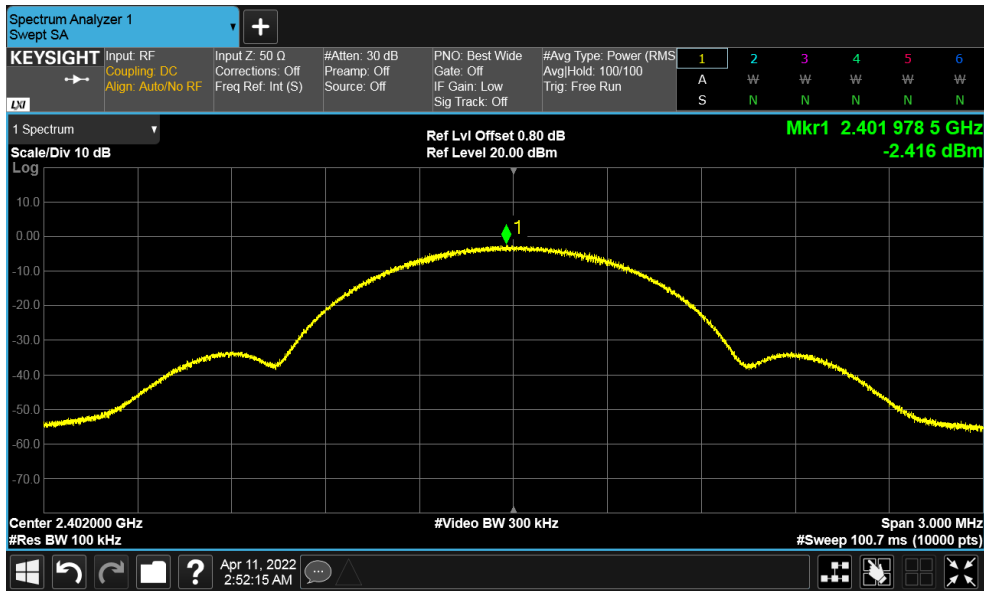 Spectrum Analyzer 1
Swept SA
+
KEYSIGHT
LXI
Input: RF
Coupling: DC
Align: Auto/No RF
Input Z: 50 Ω
Corrections: Off
Freq Ref: Int (S)
#Atten: 30 dB
Preamp: Off
Source: Off
PNO: Best Wide
Gate: Off
IF Gain: Low
Sig Track: Off
#Avg Type: Power (RMS
Avg|Hold: 100/100
Trig: Free Run
1 2 3 4 5 6
A W W W W W
S N N N N N
1 Spectrum
Scale/Div 10 dB
Ref Lvl Offset 0.80 dB
Ref Level 20.00 dBm
Mkr1 2.401 978 5 GHz
-2.416 dBm
Log
10.0
0.00
-10.0
-20.0
-30.0
-40.0
-50.0
-60.0
-70.0
1
Center 2.402000 GHz
#Res BW 100 kHz
#Video BW 300 kHz
Span 3.000 MHz
#Sweep 100.7 ms (10000 pts)
?
Apr 11, 2022
2:52:15 AM